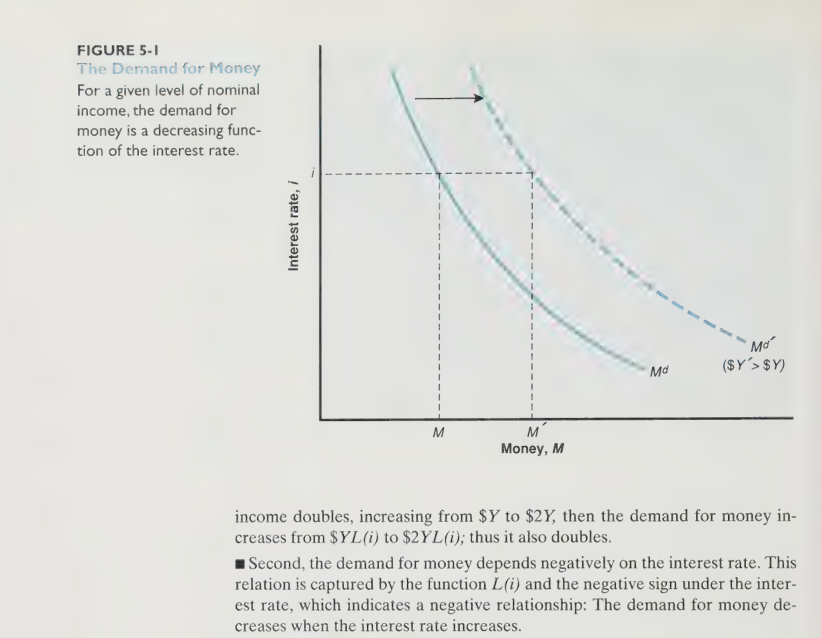 FIGURE 5-1
The Demand for Money
For a given level of nominal
income, the demand for
money is a decreasing func-
tion of the interest rate.
Interest rate, i
i
Md´
($Y´> $Y)
Md
M
M´
Money, M
income doubles, increasing from $Y to $2Y, then the demand for money in-
creases from $YL(i) to $2YL(i); thus it also doubles.
■ Second, the demand for money depends negatively on the interest rate. This
relation is captured by the function L(i) and the negative sign under the inter-
est rate, which indicates a negative relationship: The demand for money de-
creases when the interest rate increases.